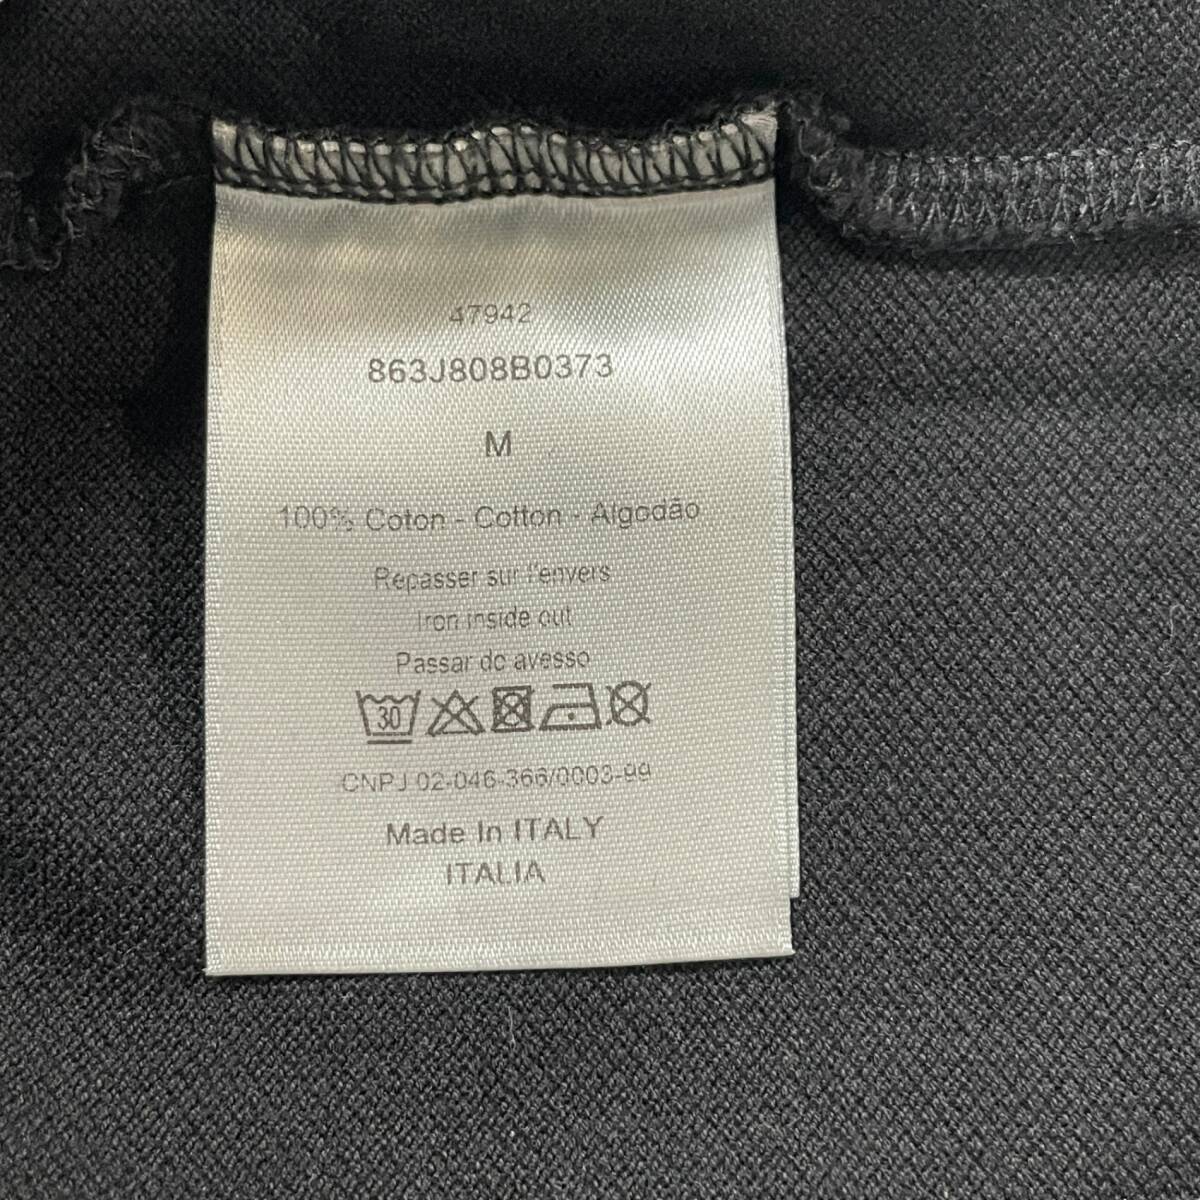 47942
863J808B0373
M
100% Coton - Cotton - Algodão
Repasser sur l'envers
Iron inside out
Passar do avesso
30
CNPJ 02-046-366/0003-99
Made In ITALY
ITALIA